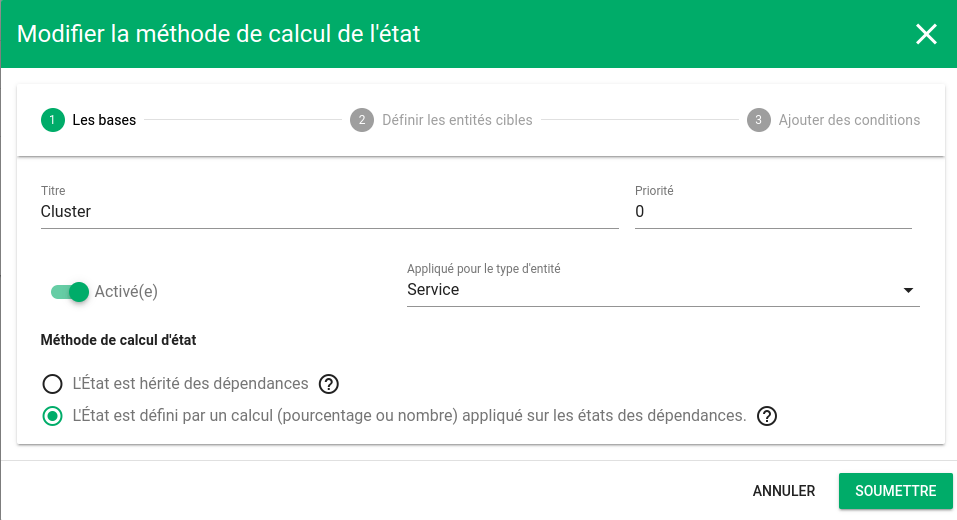 Modifier la méthode de calcul de l'état
1 Les bases
2 Définir les entités cibles
3 Ajouter des conditions
Titre
Cluster
Priorité
0
Activé(e)
Appliqué pour le type d'entité
Service
Méthode de calcul d'état
L'État est hérité des dépendances ?
L'État est défini par un calcul (pourcentage ou nombre) appliqué sur les états des dépendances. ?
ANNULER
SOUMETTRE